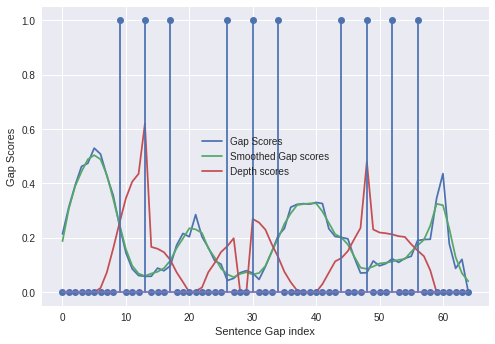 1.0
0.8
0.6
0.4
0.2
0.0
Gap Scores
Gap Scores
Smoothed Gap scores
Depth scores
0 10 20 30 40 50 60
Sentence Gap index